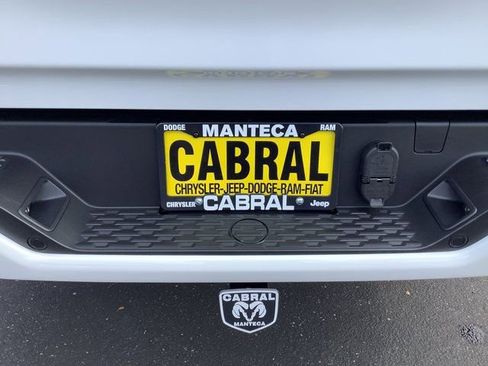 DODGE MANTECA RAM
CABRAL
CHRYSLER-JEEP-DODGE-RAM-FIAT
CHRYSLER CABRAL Jeep
CABRAL
MANTECA